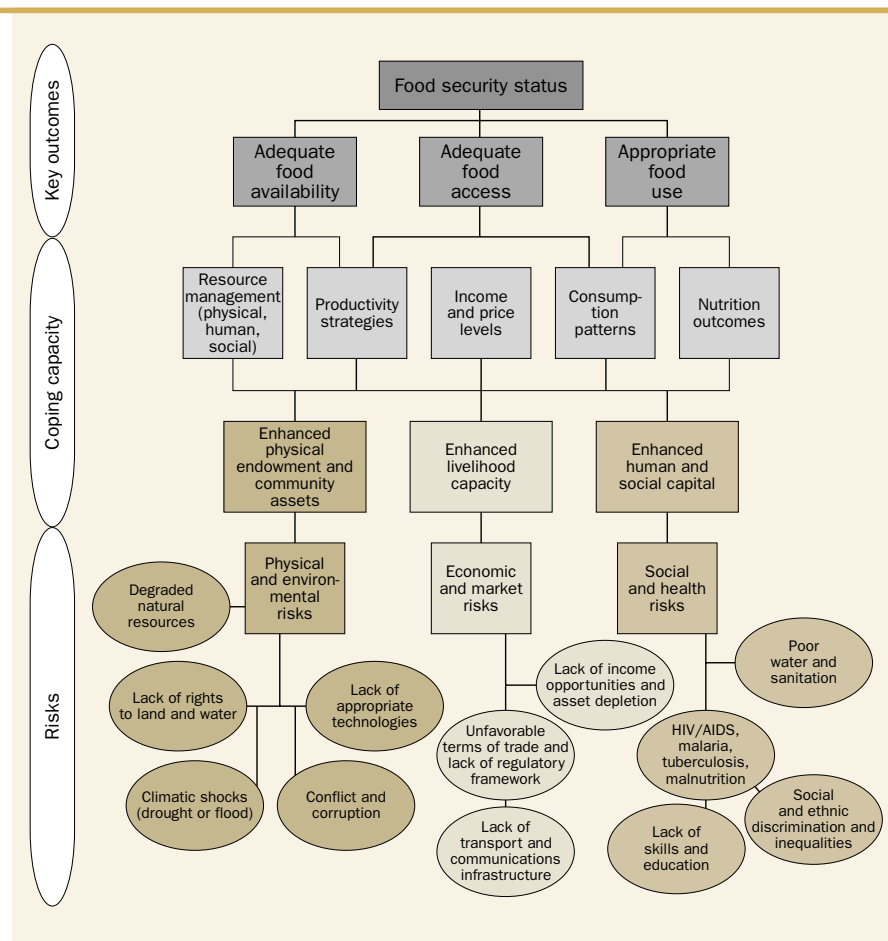 Key outcomes
Food security status
Adequate
food
availability
Adequate
food
access
Appropriate
food
use
Coping capacity
Resource
management
(physical,
human,
social)
Productivity
strategies
Income
and price
levels
Consump-
tion
patterns
Nutrition
outcomes
Enhanced
physical
endowment and
community
assets
Enhanced
livelihood
capacity
Enhanced
human and
social capital
Risks
Physical
and environ-
mental
risks
Economic
and market
risks
Social
and health
risks
Degraded
natural
resources
Lack of rights
to land and water
Lack of
appropriate
technologies
Climatic shocks
(drought or flood)
Conflict and
corruption
Lack of income
opportunities and
asset depletion
Unfavorable
terms of trade and
lack of regulatory
framework
Lack of
transport and
communications
infrastructure
Poor
water and
sanitation
HIV/AIDS,
malaria,
tuberculosis,
malnutrition
Social
and ethnic
discrimination and
inequalities
Lack of
skills and
education